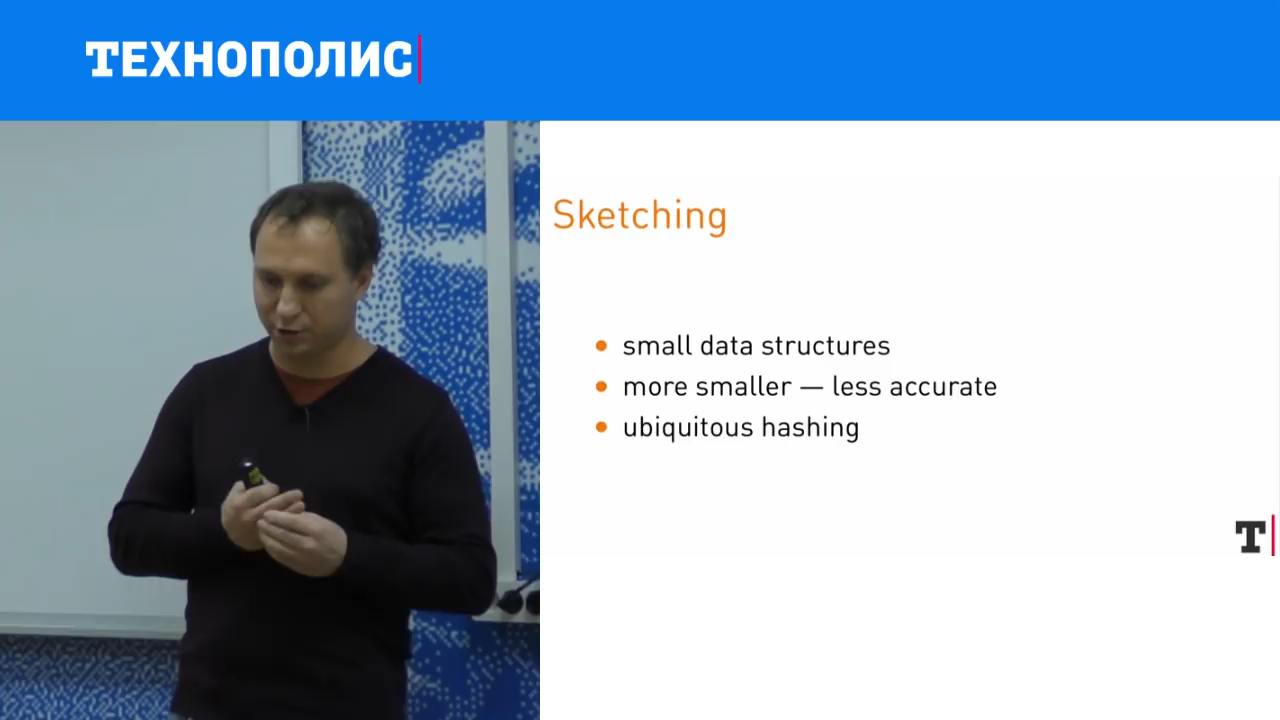 ТЕХНОПОЛИС
Sketching
small data structures
more smaller — less accurate
ubiquitous hashing
T